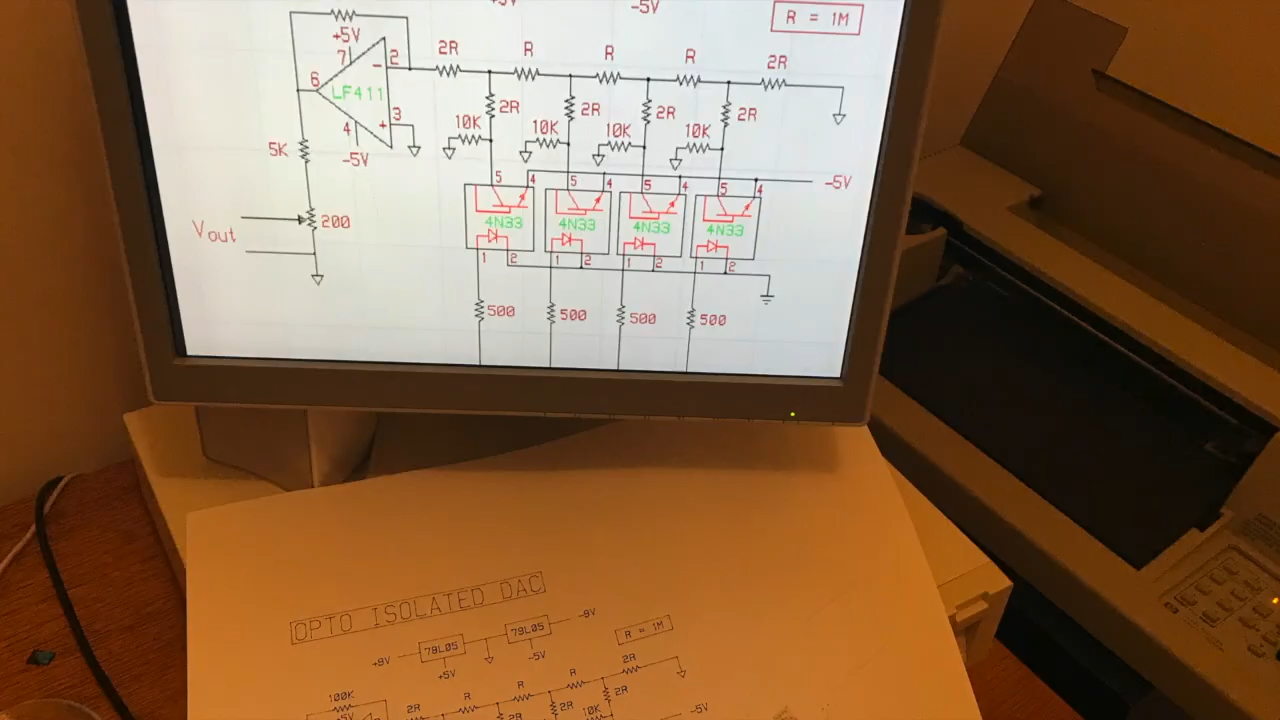 +5V
-5V
R = 1M
+5V
7
2
2R
R
R
R
2R
6
LF411
3
4
-5V
2R
2R
2R
2R
10K
10K
10K
10K
5K
5 4
5 4
5 4
5 4
-5V
200
Vout
4N33
4N33
4N33
4N33
1 2
1 2
1 2
1 2
500
500
500
500
OPTO ISOLATED DAC
+9V
78L05
79L05
-9V
+5V
-5V
R = 1M
100K
+5V
2R
R
R
R
2R
2R
2R
2R
10K
-5V